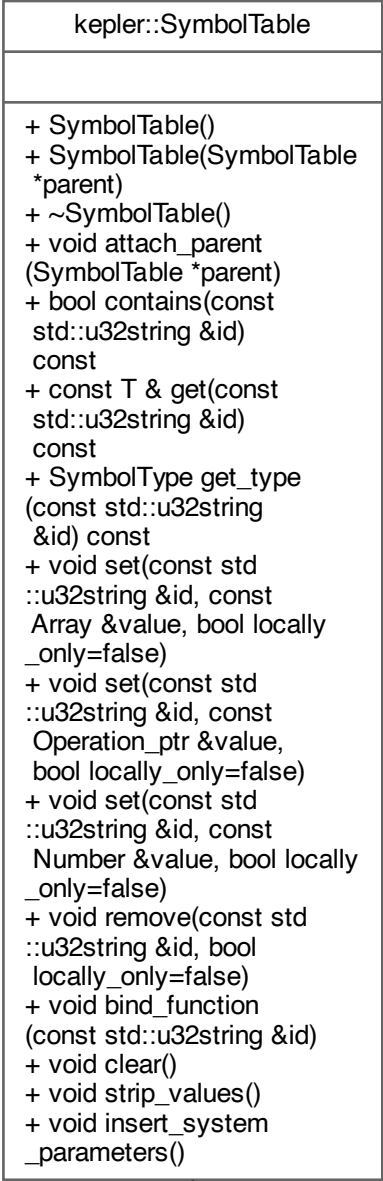 kepler::SymbolTable
+ SymbolTable()
+ SymbolTable(SymbolTable
*parent)
+ ~SymbolTable()
+ void attach_parent
(SymbolTable *parent)
+ bool contains(const
std::u32string &id)
const
+ const T & get(const
std::u32string &id)
const
+ SymbolType get_type
(const std::u32string
&id) const
+ void set(const std
::u32string &id, const
Array &value, bool locally
_only=false)
+ void set(const std
::u32string &id, const
Operation_ptr &value,
bool locally_only=false)
+ void set(const std
::u32string &id, const
Number &value, bool locally
_only=false)
+ void remove(const std
::u32string &id, bool
locally_only=false)
+ void bind_function
(const std::u32string &id)
+ void clear()
+ void strip_values()
+ void insert_system
_parameters()